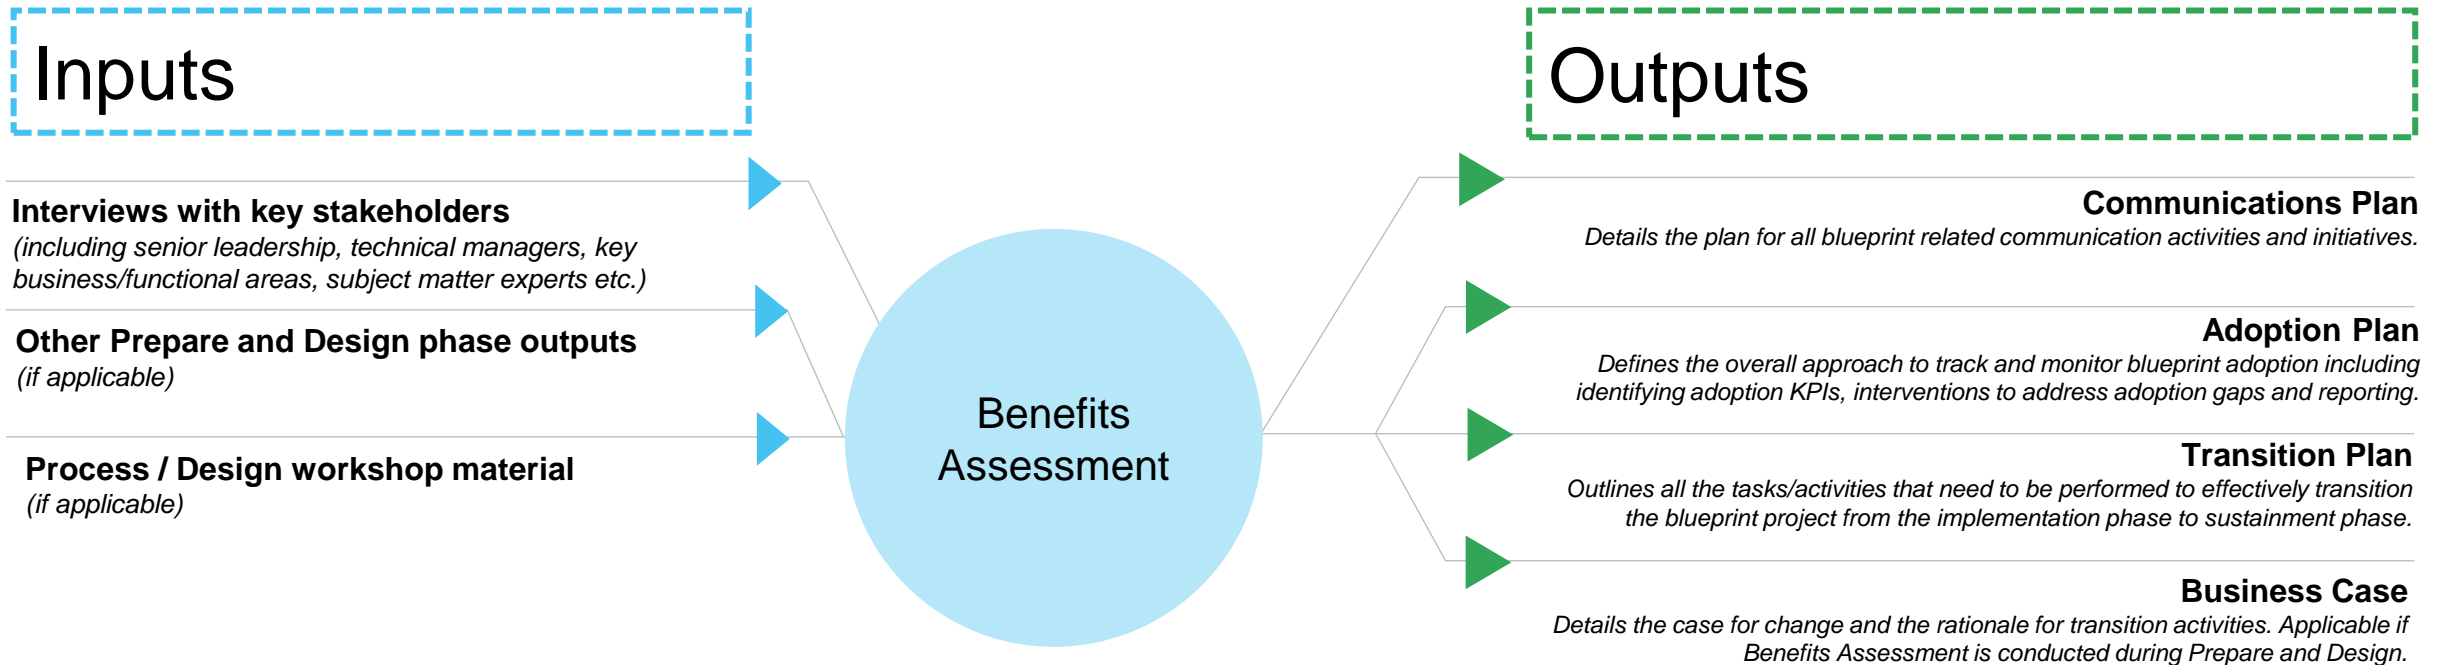 Inputs
Interviews with key stakeholders
(including senior leadership, technical managers, key
business/functional areas, subject matter experts etc.)
Other Prepare and Design phase outputs
(if applicable)
Process / Design workshop material
(if applicable)
Benefits
Assessment
Outputs
Communications Plan
Details the plan for all blueprint related communication activities and initiatives.
Adoption Plan
Defines the overall approach to track and monitor blueprint adoption including
identifying adoption KPIs, interventions to address adoption gaps and reporting.
Transition Plan
Outlines all the tasks/activities that need to be performed to effectively transition
the blueprint project from the implementation phase to sustainment phase.
Business Case
Details the case for change and the rationale for transition activities. Applicable if
Benefits Assessment is conducted during Prepare and Design.